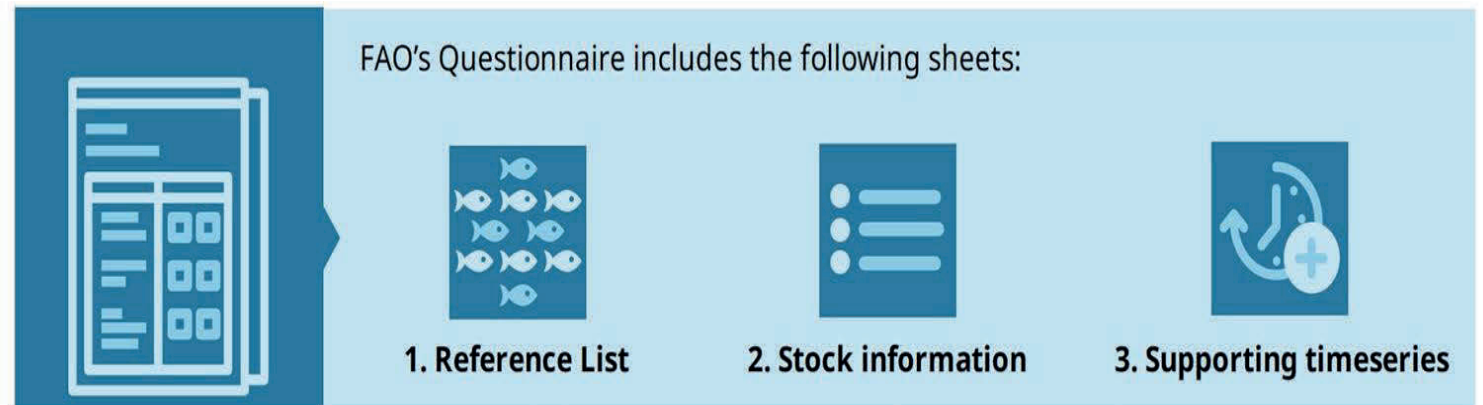 FAO's Questionnaire includes the following sheets:
1. Reference List
2. Stock information
3. Supporting timeseries